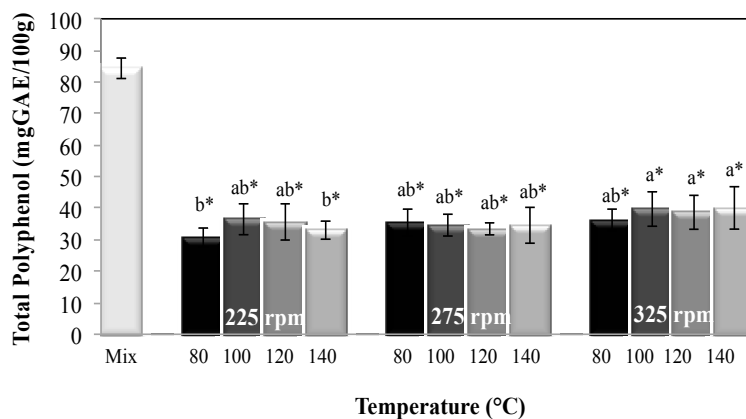 Total Polyphenol (mgGAE/100g)
100
90
80
70
60
50
40
30
20
10
0
b* ab* ab* b* ab* ab* ab* ab* ab* a* a* a*
225 rpm 275 rpm 325 rpm
Mix 80 100 120 140 80 100 120 140 80 100 120 140
Temperature (°C)